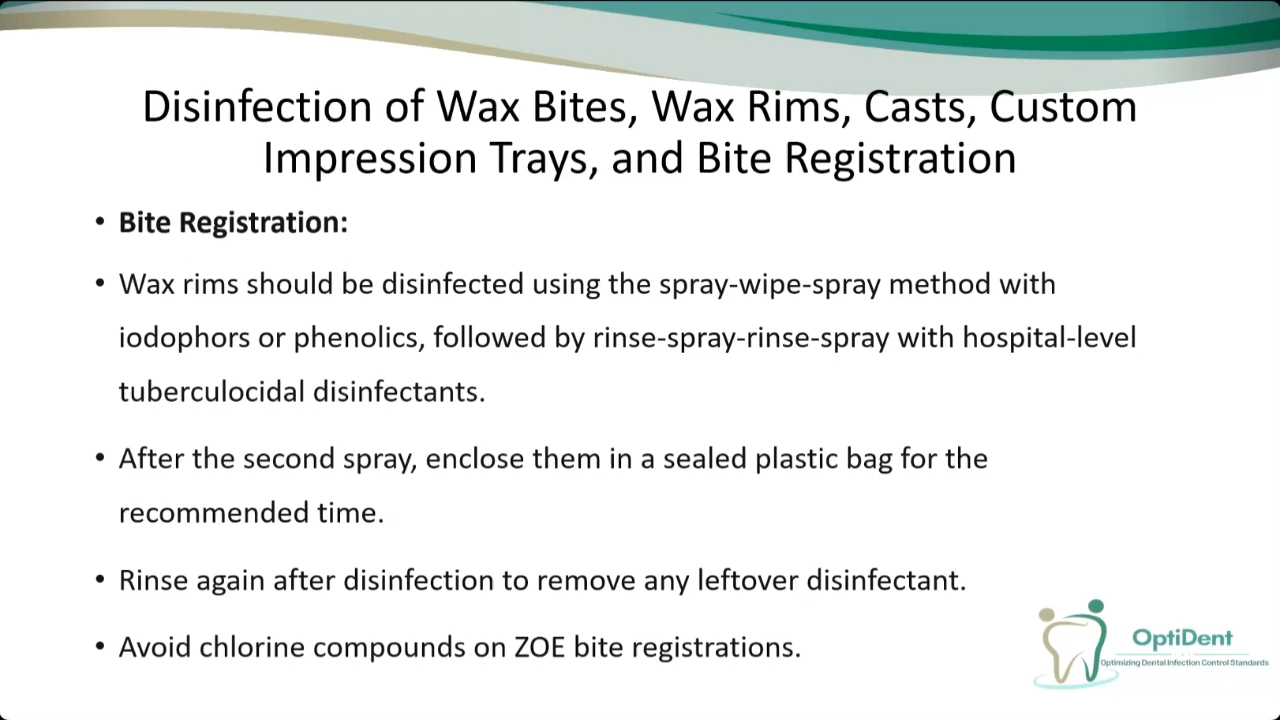 Disinfection of Wax Bites, Wax Rims, Casts, Custom
Impression Trays, and Bite Registration
• Bite Registration:
• Wax rims should be disinfected using the spray-wipe-spray method with
iodophors or phenolics, followed by rinse-spray-rinse-spray with hospital-level
tuberculocidal disinfectants.
• After the second spray, enclose them in a sealed plastic bag for the
recommended time.
• Rinse again after disinfection to remove any leftover disinfectant.
• Avoid chlorine compounds on ZOE bite registrations.
OptiDent
Optimizing Dental Infection Control Standards